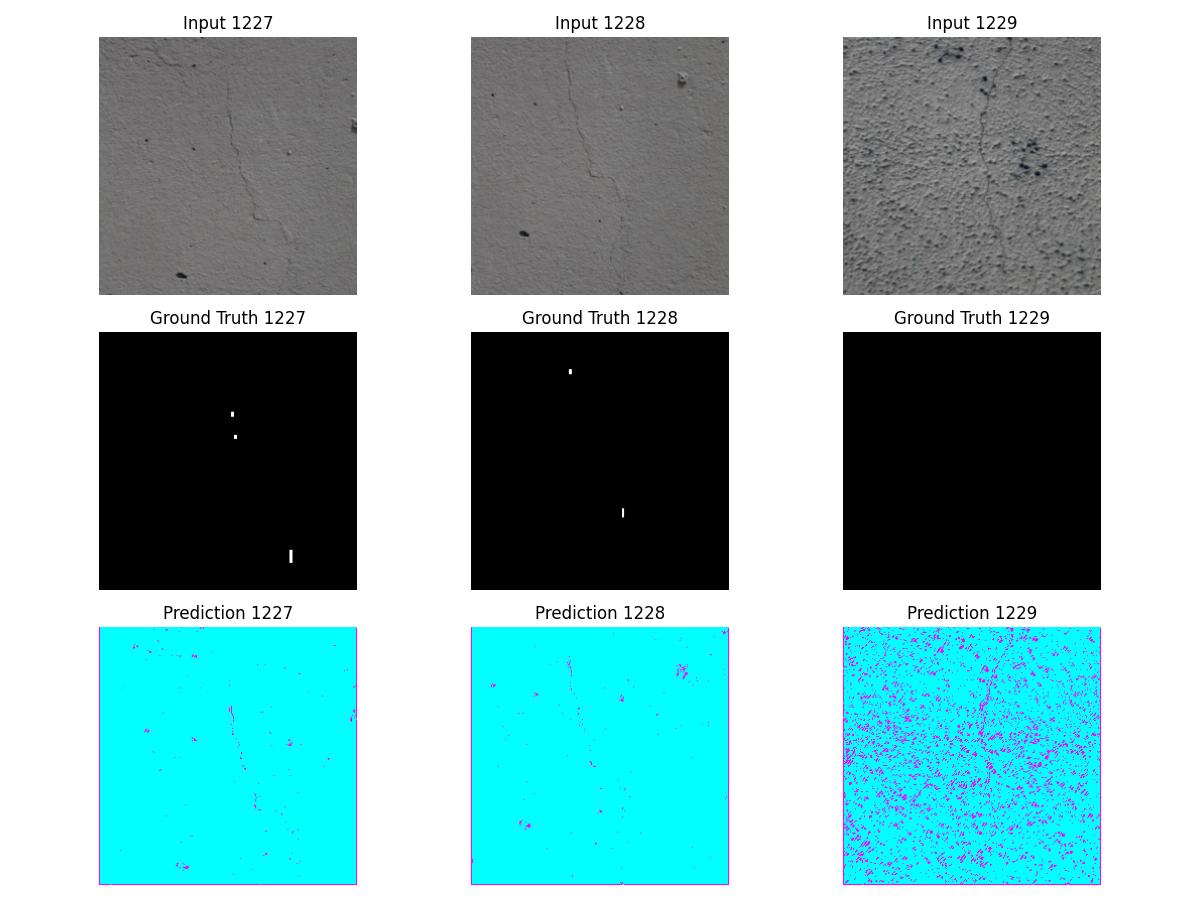 Input 1227
Input 1228
Input 1229
Ground Truth 1227
Ground Truth 1228
Ground Truth 1229
Prediction 1227
Prediction 1228
Prediction 1229